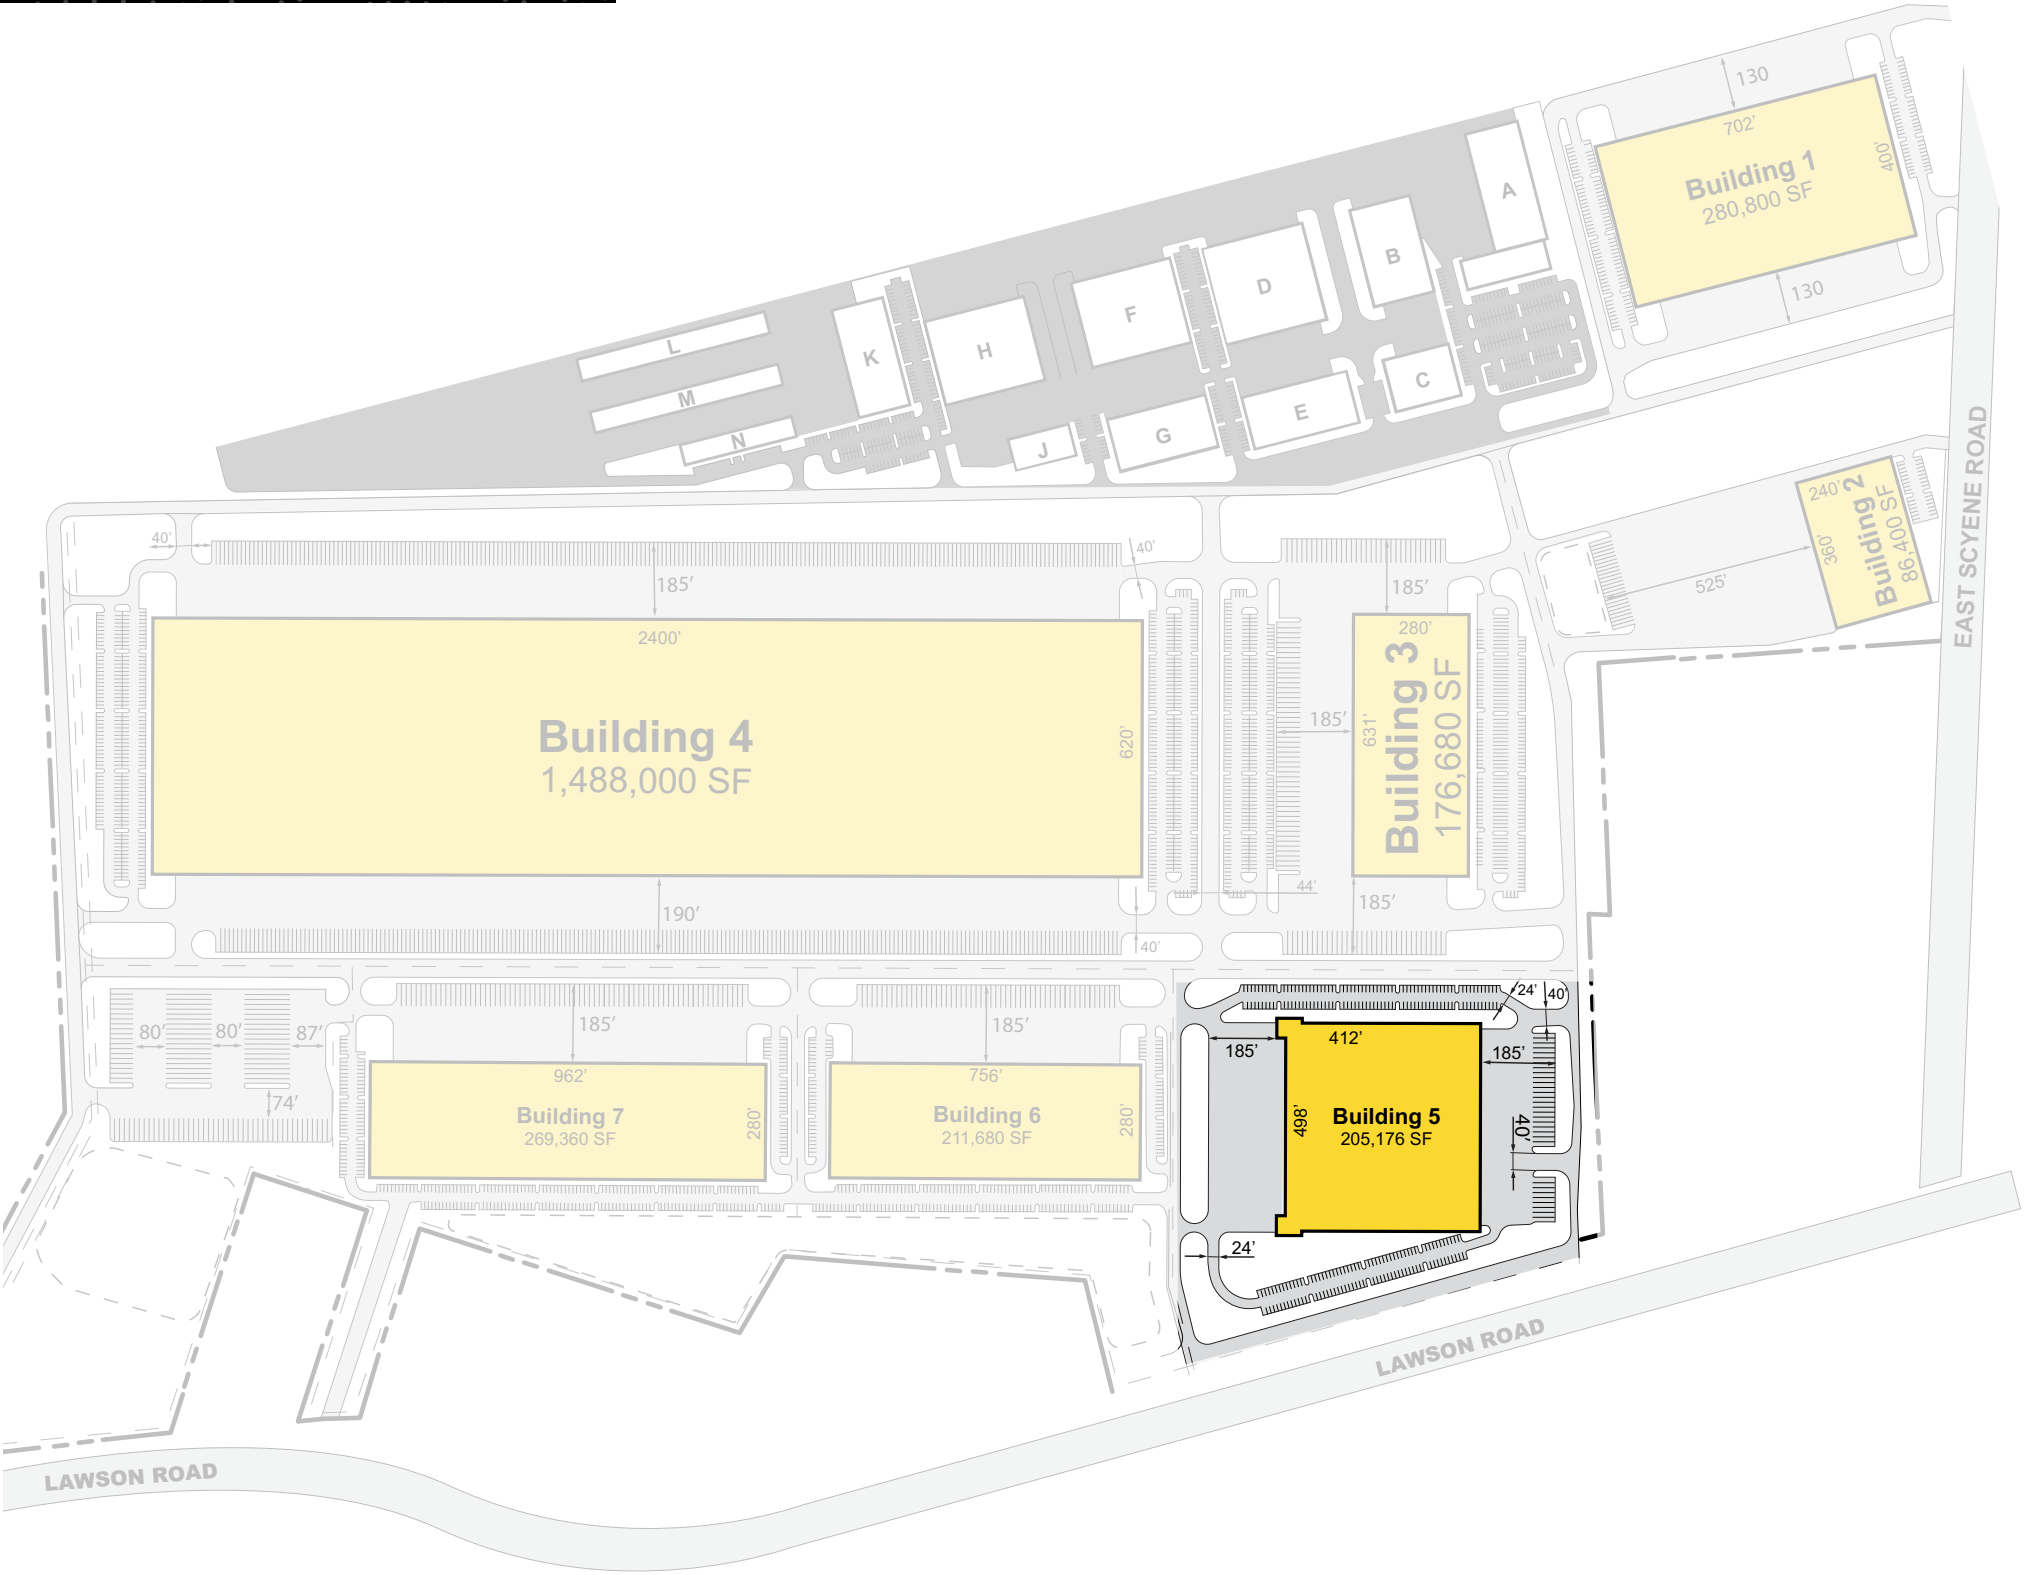 130
702'
400'
Building 1
280,800 SF
130
A
B
D
F
H
K
L
M
N
J
G
E
C
EAST SCYENE ROAD
240'
360'
Building 2
86,400 SF
525'
40'
185'
40'
2400'
Building 4
1,488,000 SF
620'
190'
40'
44'
185'
280'
185'
631'
Building 3
176,680 SF
185'
80'
80'
87'
74'
185'
962'
Building 7
269,360 SF
280'
185'
756'
Building 6
211,680 SF
280'
24'
40'
185'
412'
185'
498'
Building 5
205,176 SF
40'
24'
LAWSON ROAD
LAWSON ROAD